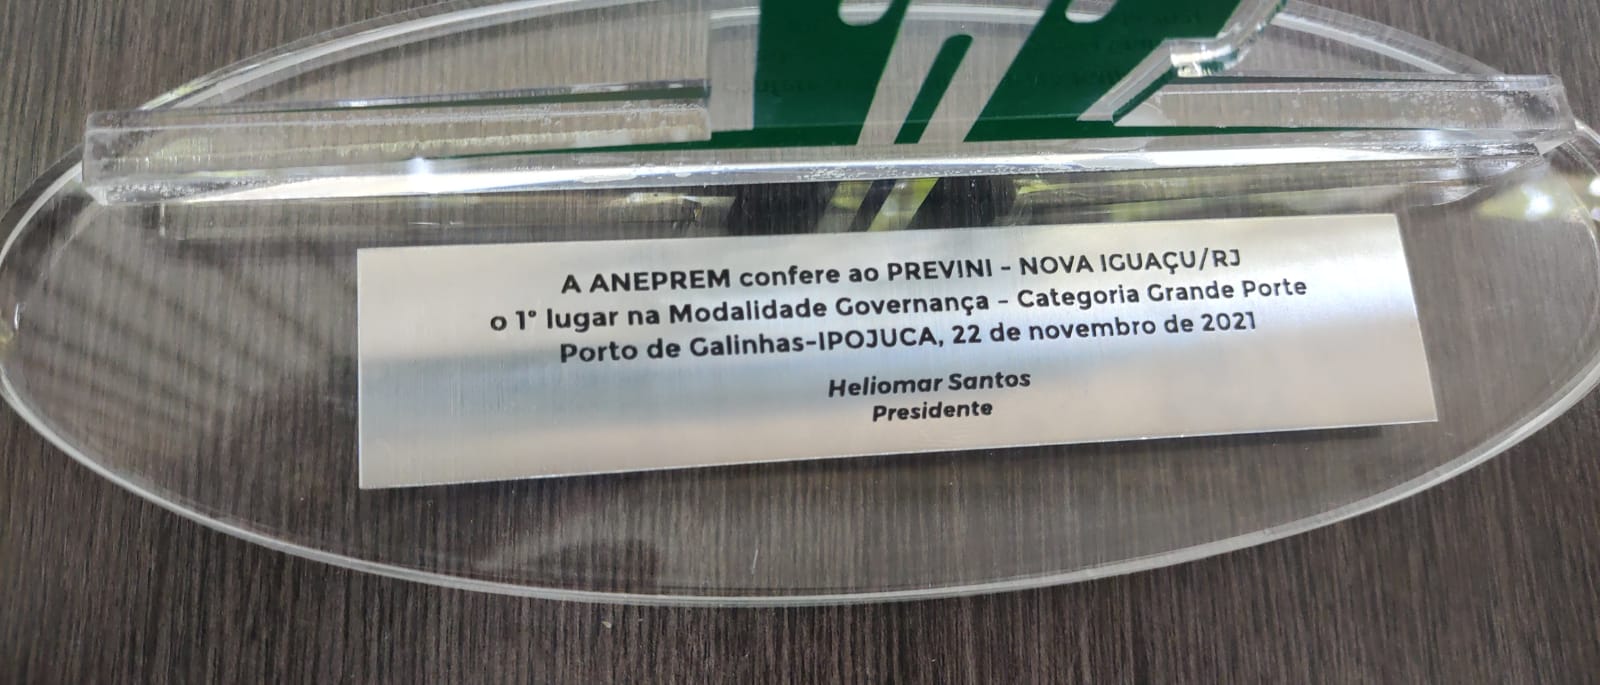 A ANEPREM confere ao PREVINI - NOVA IGUAÇU/RJ
o 1° lugar na Modalidade Governança - Categoria Grande Porte
Porto de Galinhas-IPOJUCA, 22 de novembro de 2021
Heliomar Santos
Presidente